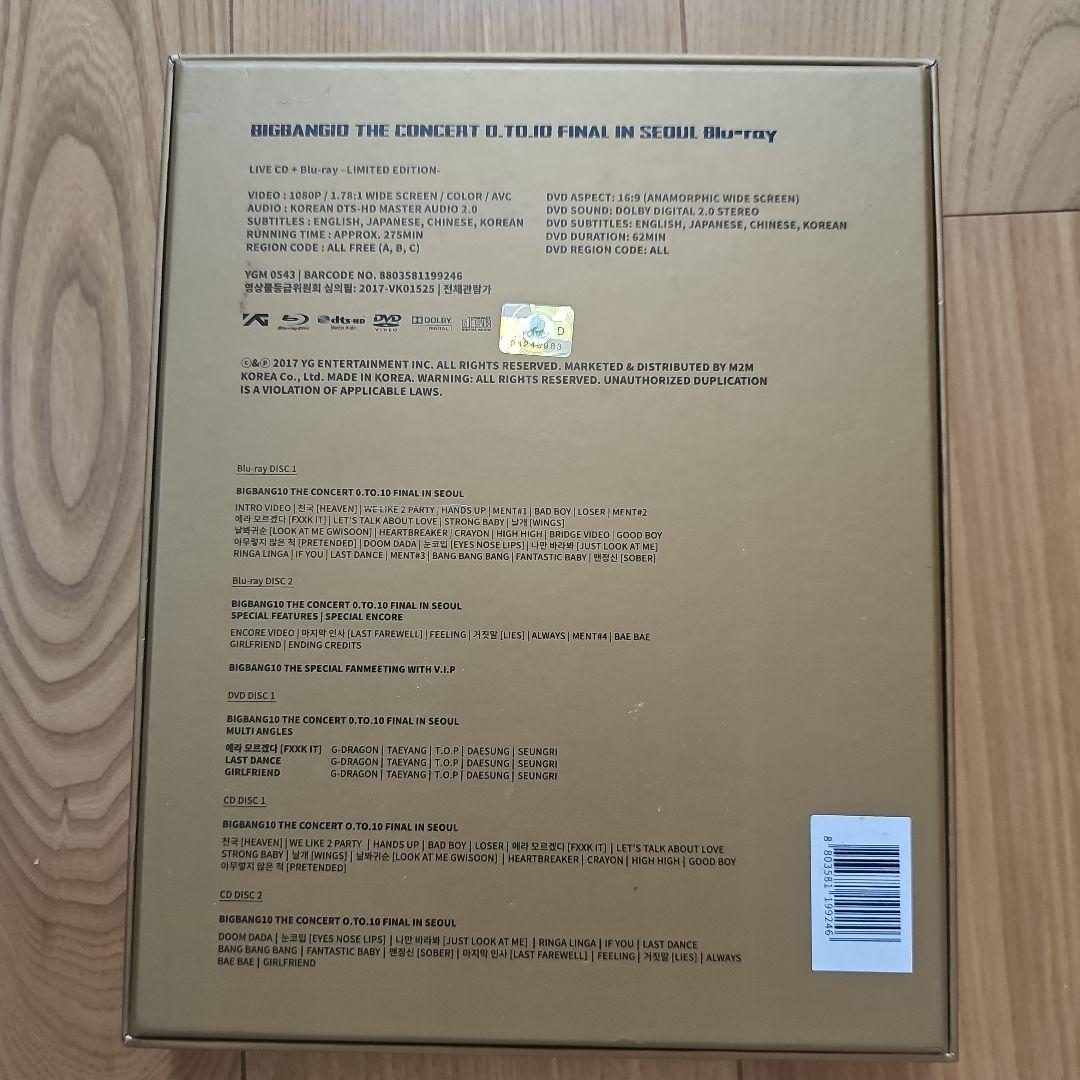 BIGBANG10 THE CONCERT 0.TO.10 FINAL IN SEOUL Blu-ray
LIVE CD + Blu-ray -LIMITED EDITION-
VIDEO : 1080P / 1.78:1 WIDE SCREEN / COLOR / AVC
AUDIO : KOREAN DTS-HD MASTER AUDIO 2.0
SUBTITLES : ENGLISH, JAPANESE, CHINESE, KOREAN
RUNNING TIME : APPROX. 275MIN
REGION CODE : ALL FREE (A, B, C)
DVD ASPECT: 16:9 (ANAMORPHIC WIDE SCREEN)
DVD SOUND: DOLBY DIGITAL 2.0 STEREO
DVD SUBTITLES: ENGLISH, JAPANESE, CHINESE, KOREAN
DVD DURATION: 62MIN
DVD REGION CODE: ALL
YGM 0543 | BARCODE NO. 8803581199246
영상물등급위원회 심의필: 2017-VK01525 | 전체관람가
YG Blu-ray Disc dts-HD Master Audio DVD VIDEO DOLBY DIGITAL
D
ⓒ&ⓟ 2017 YG ENTERTAINMENT INC. ALL RIGHTS RESERVED. MARKETED & DISTRIBUTED BY M2M
KOREA Co., Ltd. MADE IN KOREA. WARNING: ALL RIGHTS RESERVED. UNAUTHORIZED DUPLICATION
IS A VIOLATION OF APPLICABLE LAWS.
Blu-ray DISC 1
BIGBANG10 THE CONCERT 0.TO.10 FINAL IN SEOUL
INTRO VIDEO | 천국 [HEAVEN] | WE LIKE 2 PARTY | HANDS UP | MENT#1 | BAD BOY | LOSER | MENT#2
에라 모르겠다 [FXXK IT] | LET'S TALK ABOUT LOVE | STRONG BABY | 날개 [WINGS]
날봐귀순 [LOOK AT ME GWISOON] | HEARTBREAKER | CRAYON | HIGH HIGH | BRIDGE VIDEO | GOOD BOY
아무렇지 않은 척 [PRETENDED] | DOOM DADA | 눈코입 [EYES NOSE LIPS] | 나만 바라봐 [JUST LOOK AT ME]
RINGA LINGA | IF YOU | LAST DANCE | MENT#3 | BANG BANG BANG | FANTASTIC BABY | 맨정신 [SOBER]
Blu-ray DISC 2
BIGBANG10 THE CONCERT 0.TO.10 FINAL IN SEOUL
SPECIAL FEATURES | SPECIAL ENCORE
ENCORE VIDEO | 마지막 인사 [LAST FAREWELL] | FEELING | 거짓말 [LIES] | ALWAYS | MENT#4 | BAE BAE
GIRLFRIEND | ENDING CREDITS
BIGBANG10 THE SPECIAL FANMEETING WITH V.I.P
DVD DISC 1
BIGBANG10 THE CONCERT 0.TO.10 FINAL IN SEOUL
MULTI ANGLES
에라 모르겠다 [FXXK IT] G-DRAGON | TAEYANG | T.O.P | DAESUNG | SEUNGRI
LAST DANCE G-DRAGON | TAEYANG | T.O.P | DAESUNG | SEUNGRI
GIRLFRIEND G-DRAGON | TAEYANG | T.O.P | DAESUNG | SEUNGRI
CD DISC 1
BIGBANG10 THE CONCERT O.TO.10 FINAL IN SEOUL
천국 [HEAVEN] | WE LIKE 2 PARTY | HANDS UP | BAD BOY | LOSER | 에라 모르겠다 [FXXK IT] | LET'S TALK ABOUT LOVE
STRONG BABY | 날개 [WINGS] | 날봐귀순 [LOOK AT ME GWISOON] | HEARTBREAKER | CRAYON | HIGH HIGH | GOOD BOY
아무렇지 않은 척 [PRETENDED]
CD DISC 2
BIGBANG10 THE CONCERT O.TO.10 FINAL IN SEOUL
DOOM DADA | 눈코입 [EYES NOSE LIPS] | 나만 바라봐 [JUST LOOK AT ME] | RINGA LINGA | IF YOU | LAST DANCE
BANG BANG BANG | FANTASTIC BABY | 맨정신 [SOBER] | 마지막 인사 [LAST FAREWELL] | FEELING | 거짓말 [LIES] | ALWAYS
BAE BAE | GIRLFRIEND
8 803581 199246